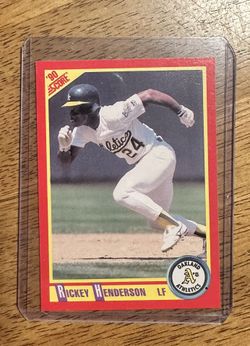 '90
SCORE
Athletics
24
RICKEY HENDERSON LF
OAKLAND
A's
ATHLETICS